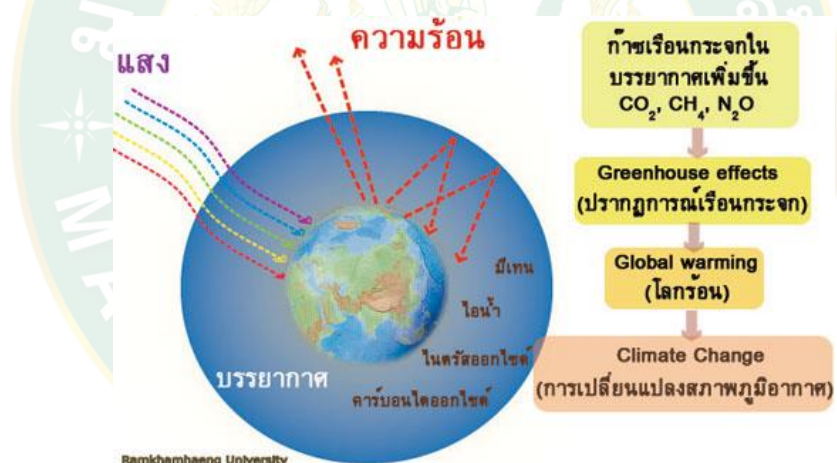 แสง
ความร้อน
มีเทน
ไอน้ำ
ไนตรัสออกไซด์
คาร์บอนไดออกไซด์
บรรยากาศ
Ramkhamhaeng University
ก๊าซเรือนกระจกใน
บรรยากาศเพิ่มขึ้น
CO₂, CH₄, N₂O
Greenhouse effects
(ปรากฏการณ์เรือนกระจก)
Global warming
(โลกร้อน)
Climate Change
(การเปลี่ยนแปลงสภาพภูมิอากาศ)